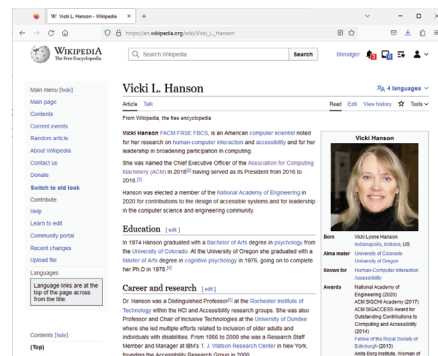 Vicki L. Hanson - Wikipedia
https://en.wikipedia.org/wiki/Vicki_L._Hanson
WIKIPEDIA
The Free Encyclopedia
Search Wikipedia
Search
Shrodger
Main menu [hide]
Main page
Contents
Current events
Random article
About Wikipedia
Contact us
Donate
Switch to old look
Contribute
Help
Learn to edit
Community portal
Recent changes
Upload file
Languages
Language links are at the
top of the page across
from the title.
Contents [hide]
(Top)
Vicki L. Hanson
4 languages
Article Talk
Read Edit View history Tools
From Wikipedia, the free encyclopedia
Vicki Hanson FACM FRSE FBCS, is an American computer scientist noted
for her research on human-computer interaction and accessibility and for her
leadership in broadening participation in computing.
She was named the Chief Executive Officer of the Association for Computing
Machinery (ACM) in 2018[2] having served as its President from 2016 to
2018.[3]
Hanson was elected a member of the National Academy of Engineering in
2020 for contributions to the design of accessible systems and for leadership
in the computer science and engineering community.
Education [edit]
In 1974 Hanson graduated with a Bachelor of Arts degree in psychology from
the University of Colorado. At the University of Oregon she graduated with a
Master of Arts degree in cognitive psychology in 1976, going on to complete
her Ph.D in 1978.[4]
Career and research [edit]
Dr. Hanson was a Distinguished Professor[5] at the Rochester Institute of
Technology within the HCI and Accessibility research groups. She was also
Professor and Chair of Inclusive Technologies at the University of Dundee
where she led multiple efforts related to inclusion of older adults and
individuals with disabilities. From 1986 to 2009 she was a Research Staff
Member and Manager at IBM's T. J. Watson Research Center in New York,
founding the Accessibility Research Group in 2000.
Vicki Hanson
Born Vicki Lynne Hanson
Indianapolis, Indiana, US
Alma mater University of Colorado
University of Oregon
Known for Human-Computer Interaction
Accessibility
Awards National Academy of
Engineering (2020)
ACM SIGCHI Academy (2017)
ACM SIGACCESS Award for
Outstanding Contributions to
Computing and Accessibility
(2014)
Fellow of the Royal Society of
Edinburgh (2013)
Anita Borg Institute, Woman of